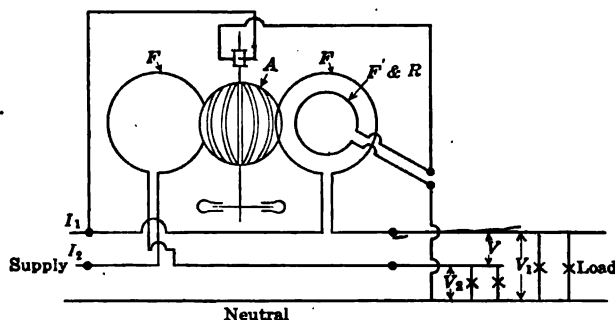 F
A
F
F' & R
I₁
I₂
Supply
V
V₁
V₂
Load
Neutral